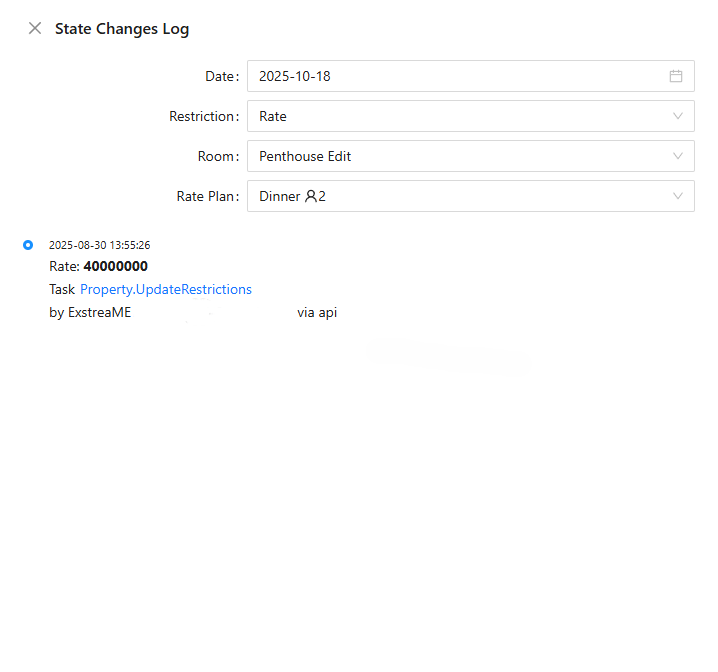 State Changes Log
Date: 2025-10-18
Restriction: Rate
Room: Penthouse Edit
Rate Plan: Dinner 2
2025-08-30 13:55:26
Rate: 40000000
Task Property.UpdateRestrictions
by ExstreaME via api